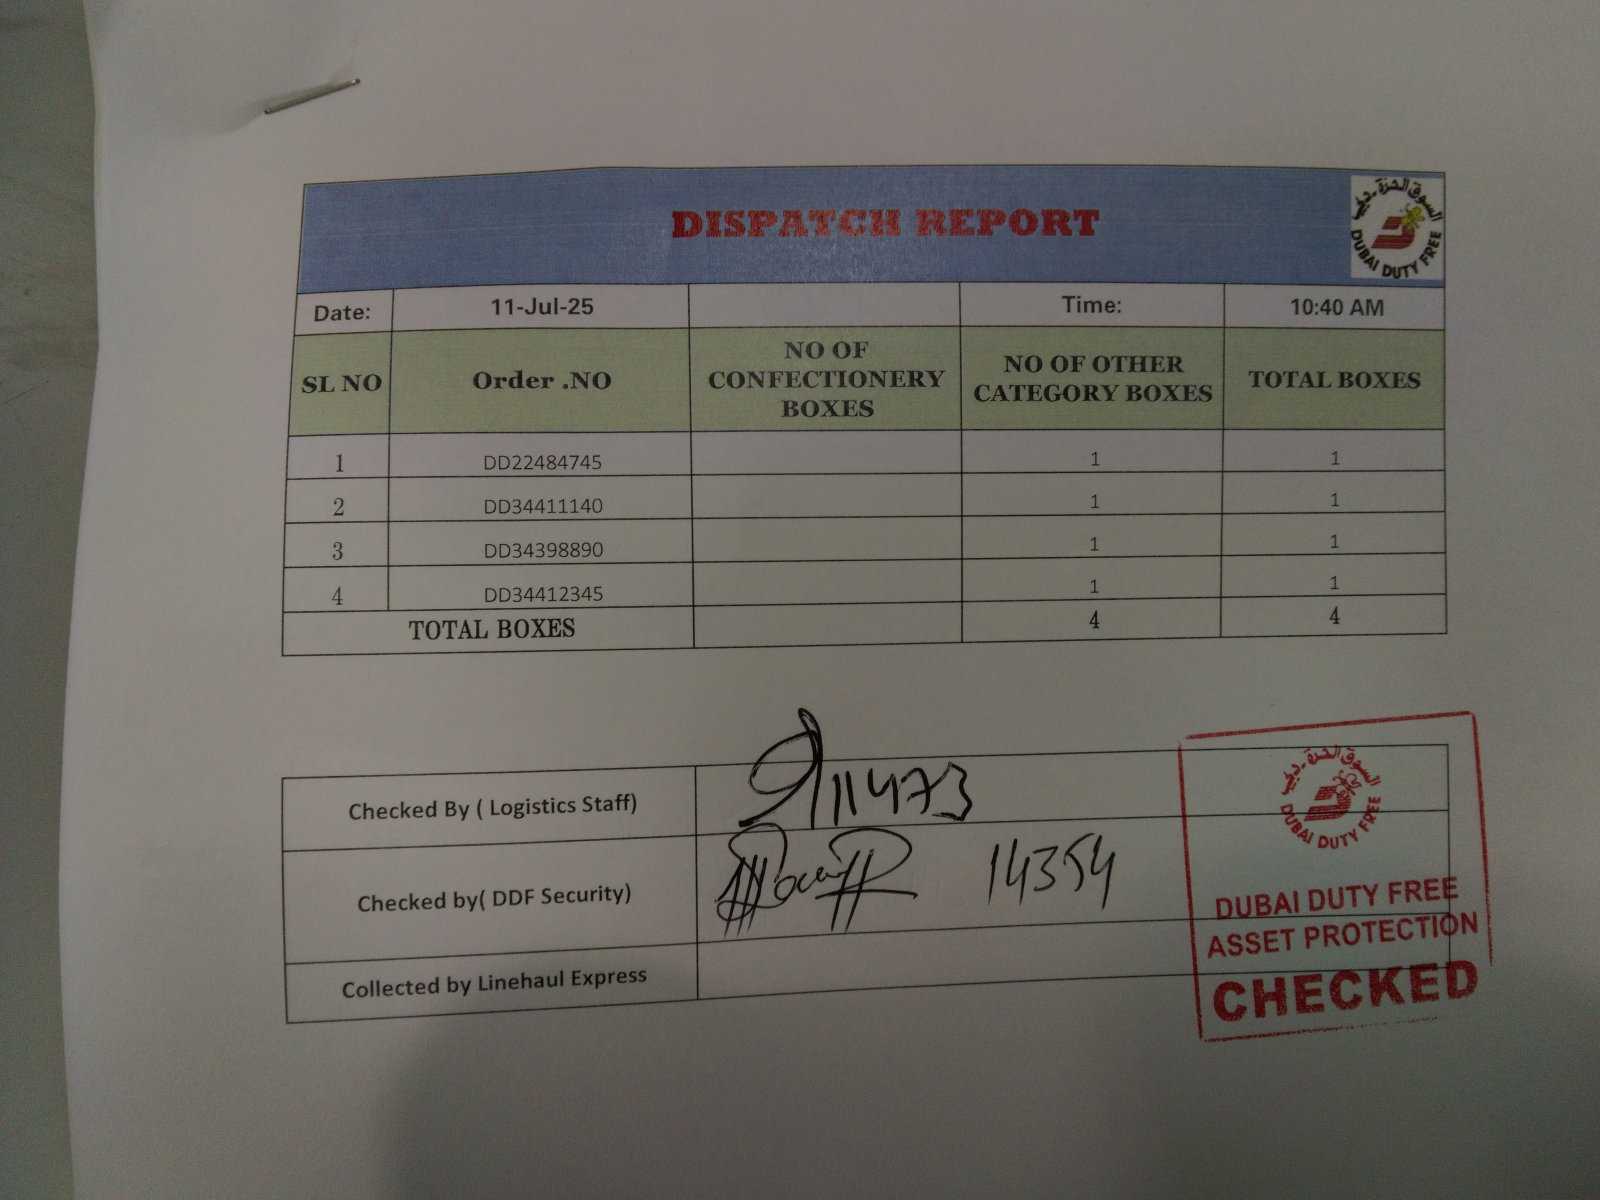 DISPATCH REPORT
السوق الحرة - دبي
DUBAI DUTY FREE
Date: 11-Jul-25 Time: 10:40 AM
SL NO Order .NO NO OF CONFECTIONERY BOXES NO OF OTHER CATEGORY BOXES TOTAL BOXES
1 DD22484745 1 1
2 DD34411140 1 1
3 DD34398890 1 1
4 DD34412345 1 1
TOTAL BOXES 4 4
Checked By ( Logistics Staff) 11473
Checked by( DDF Security) 14354
Collected by Linehaul Express
السوق الحرة - دبي
DUBAI DUTY FREE
DUBAI DUTY FREE
ASSET PROTECTION
CHECKED